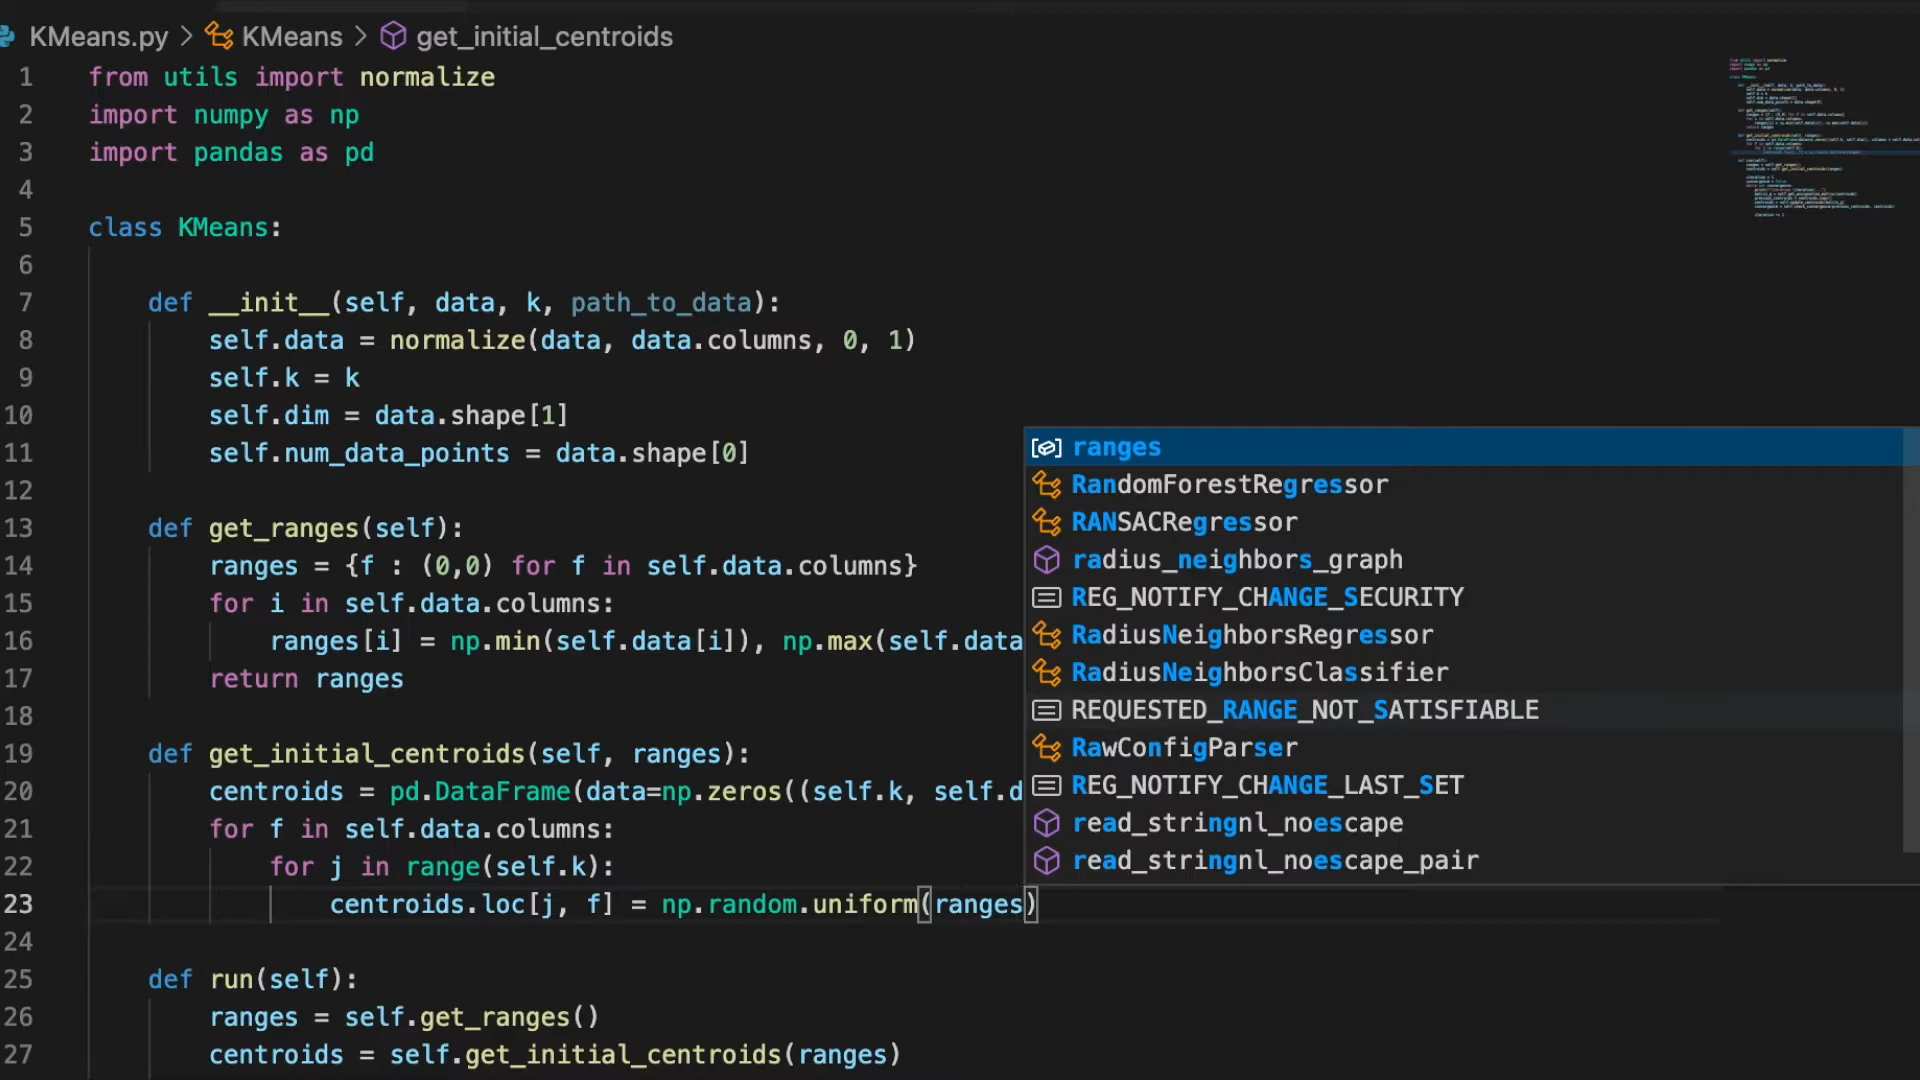 KMeans.py > KMeans > get_initial_centroids
1 from utils import normalize
2 import numpy as np
3 import pandas as pd
4
5 class KMeans:
6
7 def __init__(self, data, k, path_to_data):
8 self.data = normalize(data, data.columns, 0, 1)
9 self.k = k
10 self.dim = data.shape[1]
11 self.num_data_points = data.shape[0]
12
13 def get_ranges(self):
14 ranges = {f : (0,0) for f in self.data.columns}
15 for i in self.data.columns:
16 ranges[i] = np.min(self.data[i]), np.max(self.data
17 return ranges
18
19 def get_initial_centroids(self, ranges):
20 centroids = pd.DataFrame(data=np.zeros((self.k, self.d
21 for f in self.data.columns:
22 for j in range(self.k):
23 centroids.loc[j, f] = np.random.uniform(ranges)
24
25 def run(self):
26 ranges = self.get_ranges()
27 centroids = self.get_initial_centroids(ranges)
ranges
RandomForestRegressor
RANSACRegressor
radius_neighbors_graph
REG_NOTIFY_CHANGE_SECURITY
RadiusNeighborsRegressor
RadiusNeighborsClassifier
REQUESTED_RANGE_NOT_SATISFIABLE
RawConfigParser
REG_NOTIFY_CHANGE_LAST_SET
read_stringnl_noescape
read_stringnl_noescape_pair